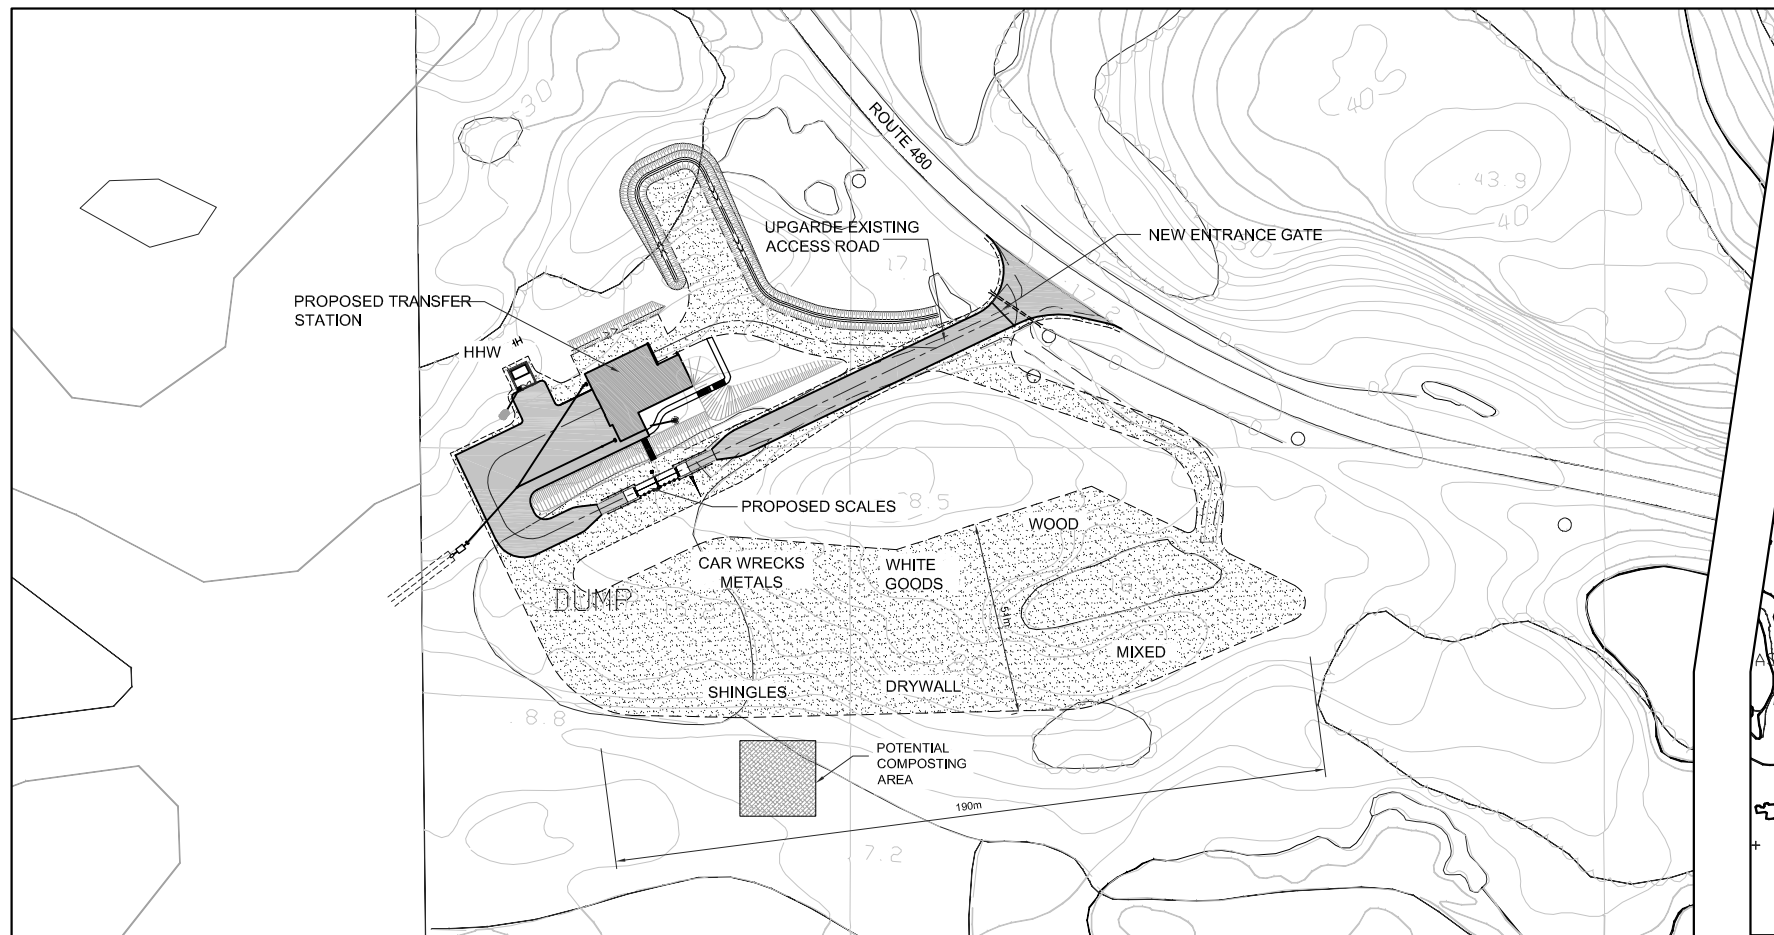 30
ROUTE 480
40
43.9
40
UPGARDE EXISTING
ACCESS ROAD
NEW ENTRANCE GATE
17.1
PROPOSED TRANSFER
STATION
HHW
PROPOSED SCALES
8.5
WOOD
CAR WRECKS
METALS
WHITE
GOODS
DUMP
51m
MIXED
SHINGLES
DRYWALL
8.8
POTENTIAL
COMPOSTING
AREA
190m
7.2